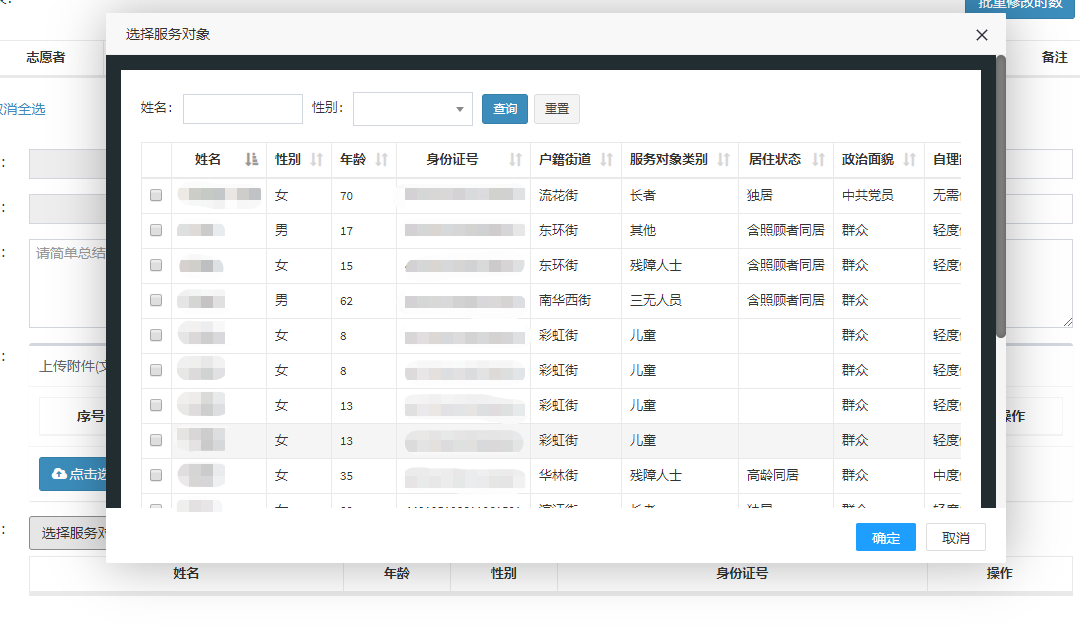 批量修改时数
选择服务对象
志愿者
备注
取消全选
姓名：
性别：
查询
重置
姓名 性别 年龄 身份证号 户籍街道 服务对象类别 居住状态 政治面貌 自理
女 70 流花街 长者 独居 中共党员 无需
男 17 东环街 其他 含照顾者同居 群众 轻度
女 15 东环街 残障人士 含照顾者同居 群众 轻度
男 62 南华西街 三无人员 含照顾者同居 群众
女 8 彩虹街 儿童 群众 轻度
女 8 彩虹街 儿童 群众 轻度
女 13 彩虹街 儿童 群众 轻度
女 13 彩虹街 儿童 群众 轻度
女 35 华林街 残障人士 高龄同居 群众 中度
请简单总结
上传附件(文
序号
操作
点击选
选择服务对
确定
取消
姓名 年龄 性别 身份证号 操作